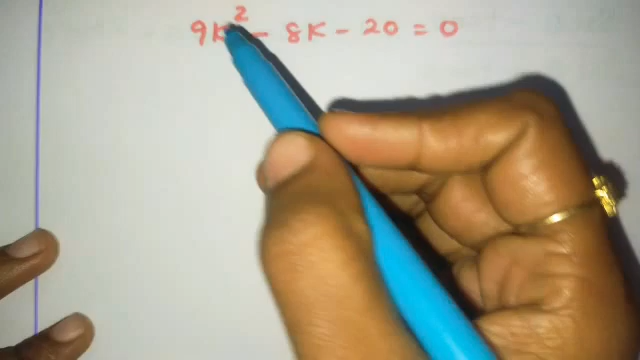 9K² - 8K - 20 = 0